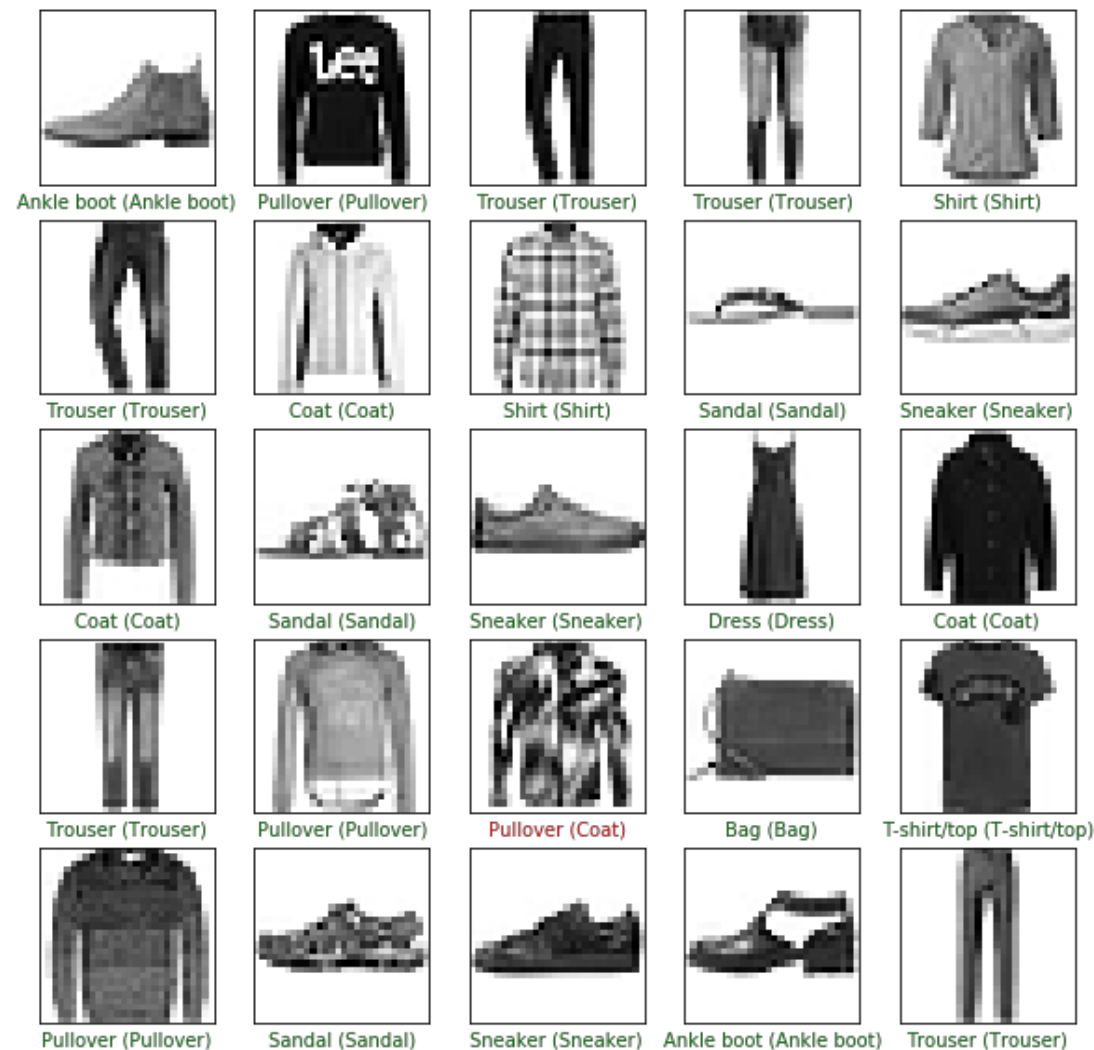 Lee
Ankle boot (Ankle boot)
Pullover (Pullover)
Trouser (Trouser)
Trouser (Trouser)
Shirt (Shirt)
Trouser (Trouser)
Coat (Coat)
Shirt (Shirt)
Sandal (Sandal)
Sneaker (Sneaker)
Coat (Coat)
Sandal (Sandal)
Sneaker (Sneaker)
Dress (Dress)
Coat (Coat)
Trouser (Trouser)
Pullover (Pullover)
Pullover (Coat)
Bag (Bag)
T-shirt/top (T-shirt/top)
Pullover (Pullover)
Sandal (Sandal)
Sneaker (Sneaker)
Ankle boot (Ankle boot)
Trouser (Trouser)